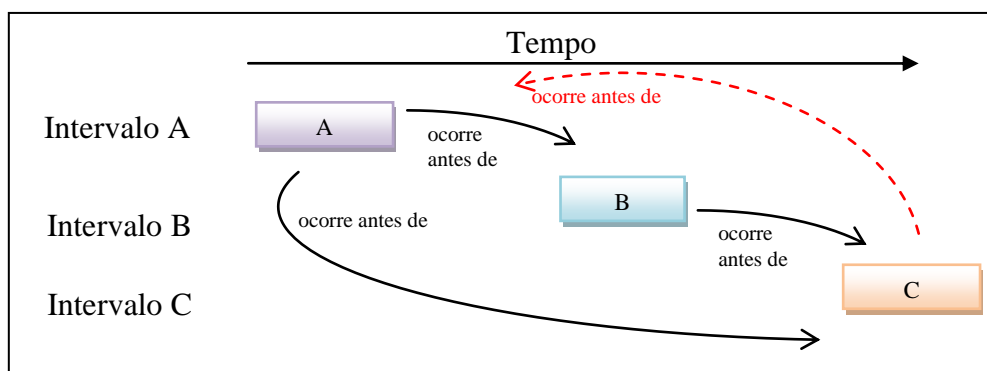 Tempo
ocorre antes de
Intervalo A
A
ocorre
antes de
Intervalo B
ocorre antes de
B
ocorre
antes de
Intervalo C
C